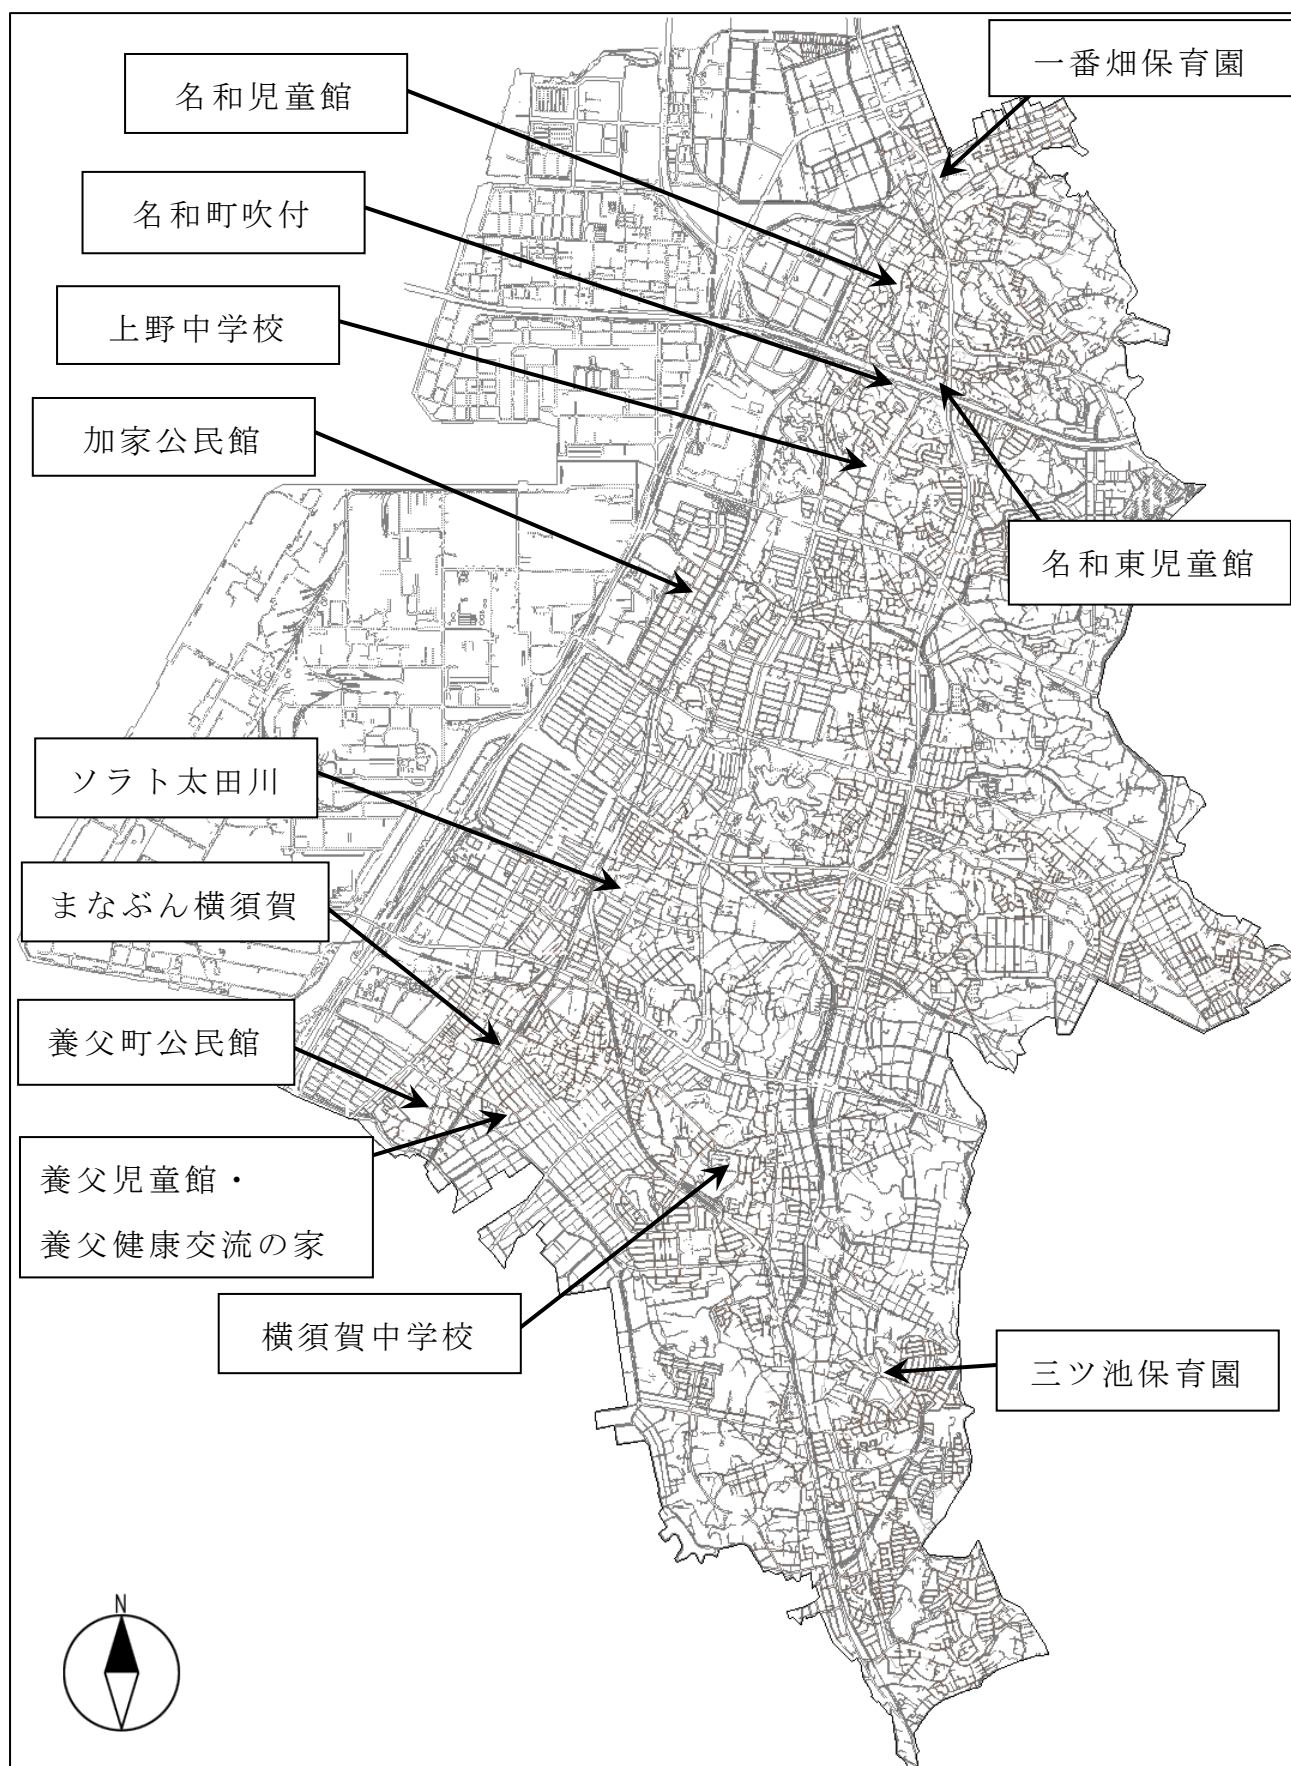 一番畑保育園
名和児童館
名和町吹付
上野中学校
加家公民館
名和東児童館
ソラト太田川
まなぶん横須賀
養父町公民館
養父児童館・
養父健康交流の家
横須賀中学校
三ツ池保育園
N